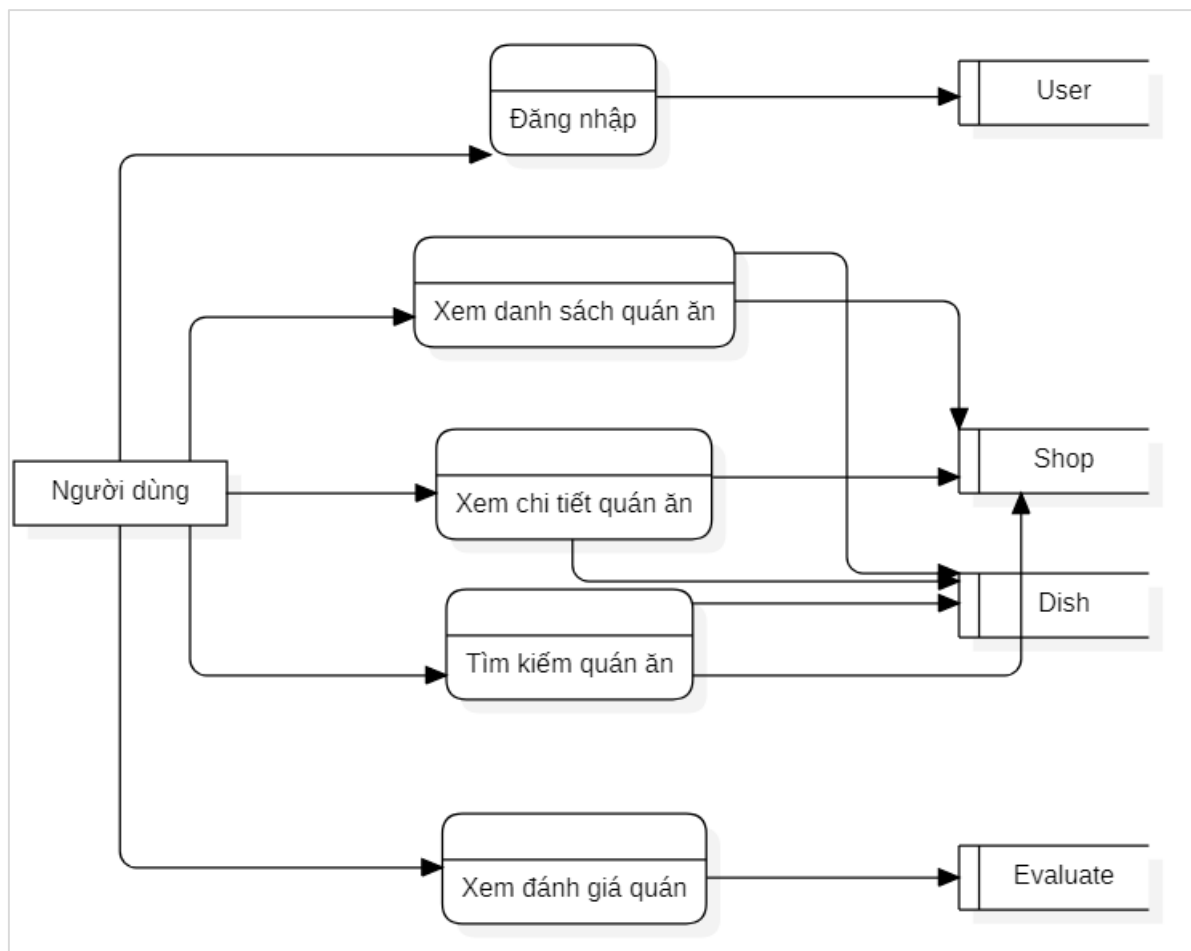 Đăng nhập
User
Xem danh sách quán ăn
Shop
Người dùng
Xem chi tiết quán ăn
Dish
Tìm kiếm quán ăn
Xem đánh giá quán
Evaluate